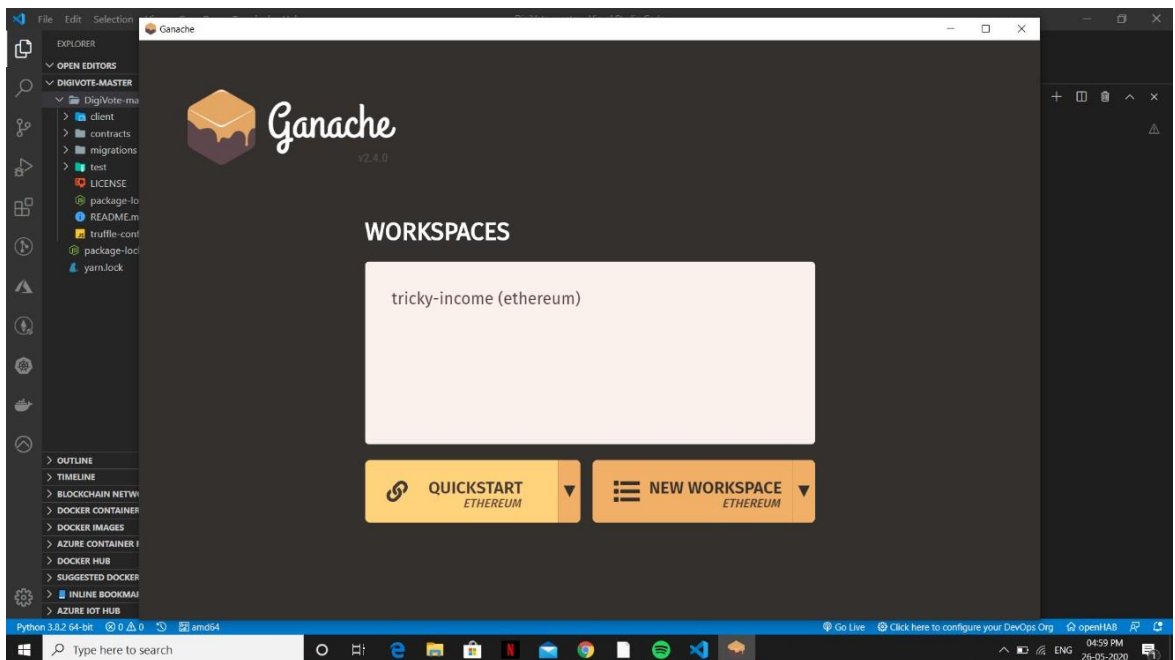 File Edit Selection
Ganache
EXPLORER
OPEN EDITORS
DIGIVOTE-MASTER
DigiVote-ma
client
contracts
migrations
test
LICENSE
package-lo
README.m
truffle-conf
package-loc
yarn.lock
Ganache
v2.4.0
WORKSPACES
tricky-income (ethereum)
QUICKSTART
ETHEREUM
NEW WORKSPACE
ETHEREUM
OUTLINE
TIMELINE
BLOCKCHAIN NETW
DOCKER CONTAINER
DOCKER IMAGES
AZURE CONTAINER R
DOCKER HUB
SUGGESTED DOCKER
INLINE BOOKMAR
AZURE IOT HUB
Python 3.8.2 64-bit 0 0 amd64 Go Live Click here to configure your DevOps Org openHAB
Type here to search
ENG
04:59 PM
26-05-2020